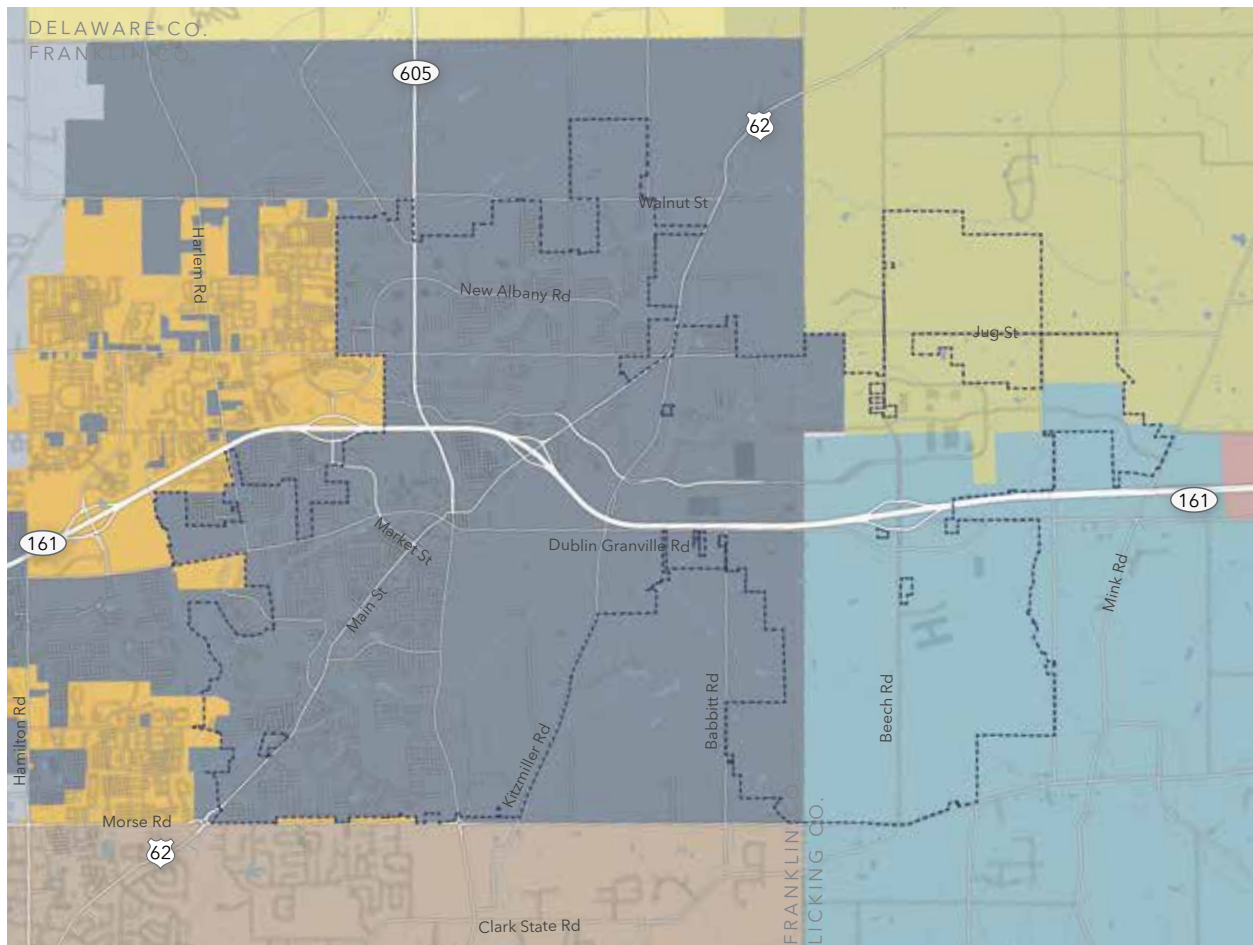 DELAWARE CO.
FRANKLIN CO.
605
62
Walnut St
Harlem Rd
New Albany Rd
Jug St
161
161
Market St
Dublin Granville Rd
Main St
Mink Rd
Hamilton Rd
Kitzmiller Rd
Babbitt Rd
Beech Rd
Morse Rd
62
FRANKLIN CO.
LICKING CO.
Clark State Rd